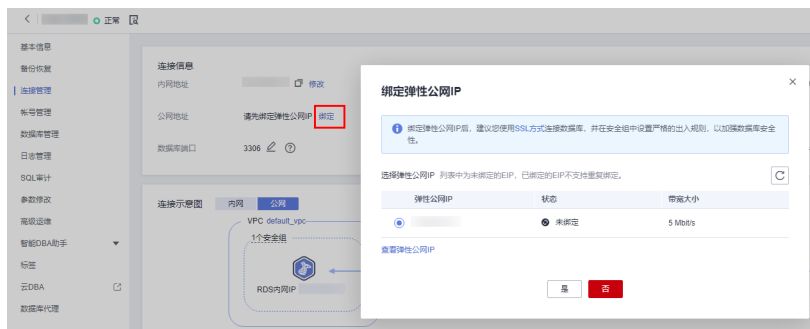 正常
基本信息
备份恢复
连接管理
帐号管理
数据库管理
日志管理
SQL审计
参数修改
高级运维
智能DBA助手
标签
云DBA
数据库代理
连接信息
内网地址 修改
公网地址 请先绑定弹性公网IP 绑定
数据库端口 3306
连接示意图 内网 公网
VPC default_vpc
1个安全组
RDS内网IP
绑定弹性公网IP
绑定弹性公网IP后，建议您使用SSL方式连接数据库，并在安全组中设置严格的出入规则，以加强数据库安全
性。
选择弹性公网IP 列表中为未绑定的EIP，已绑定的EIP不支持重复绑定。
弹性公网IP 状态 带宽大小
未绑定 5 Mbit/s
查看弹性公网IP
是 否